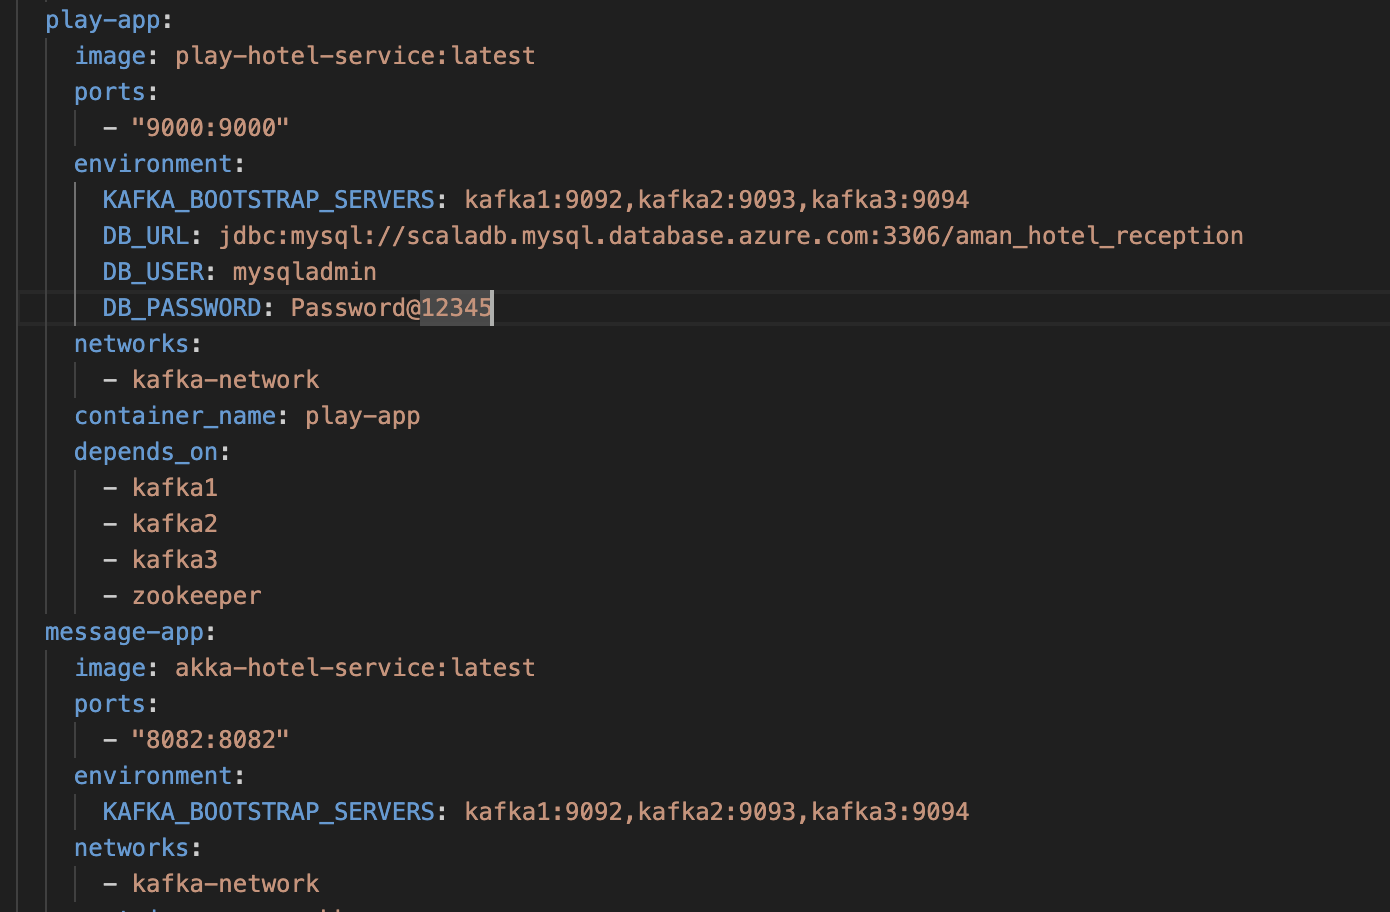 play-app:
image: play-hotel-service:latest
ports:
- "9000:9000"
environment:
KAFKA_BOOTSTRAP_SERVERS: kafka1:9092,kafka2:9093,kafka3:9094
DB_URL: jdbc:mysql://scaladb.mysql.database.azure.com:3306/aman_hotel_reception
DB_USER: mysqladmin
DB_PASSWORD: Password@12345
networks:
- kafka-network
container_name: play-app
depends_on:
- kafka1
- kafka2
- kafka3
- zookeeper
message-app:
image: akka-hotel-service:latest
ports:
- "8082:8082"
environment:
KAFKA_BOOTSTRAP_SERVERS: kafka1:9092,kafka2:9093,kafka3:9094
networks:
- kafka-network